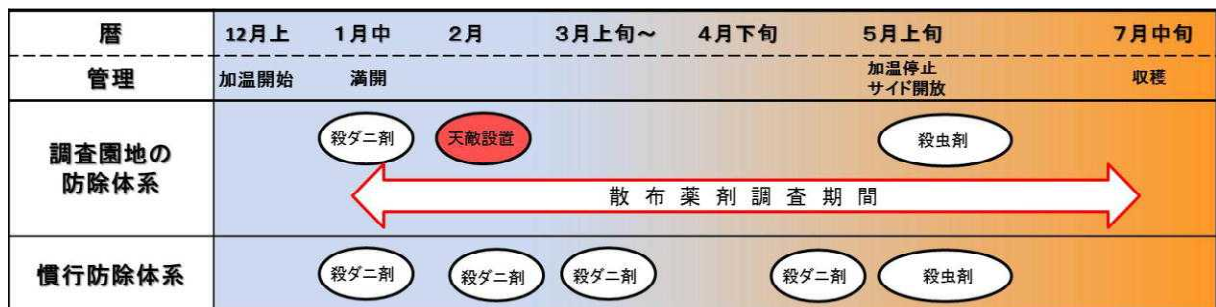 暦 12月上 1月中 2月 3月上旬～ 4月下旬 5月上旬 7月中旬
管理 加温開始 満開 加温停止 収穫
サイド開放
調査園地の
防除体系
殺ダニ剤 天敵設置 殺虫剤
散布薬剤調査期間
慣行防除体系 殺ダニ剤 殺ダニ剤 殺ダニ剤 殺ダニ剤 殺虫剤